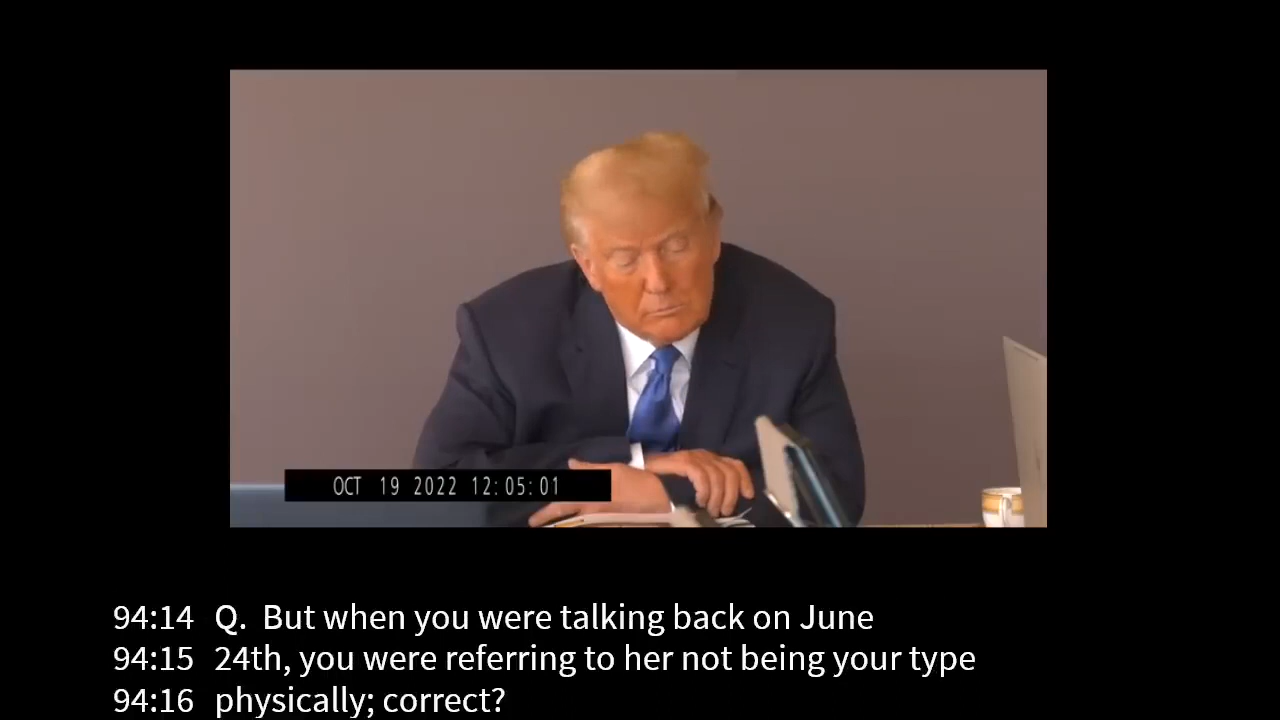 OCT 19 2022 12:05:01
94:14 Q. But when you were talking back on June
94:15 24th, you were referring to her not being your type
94:16 physically; correct?